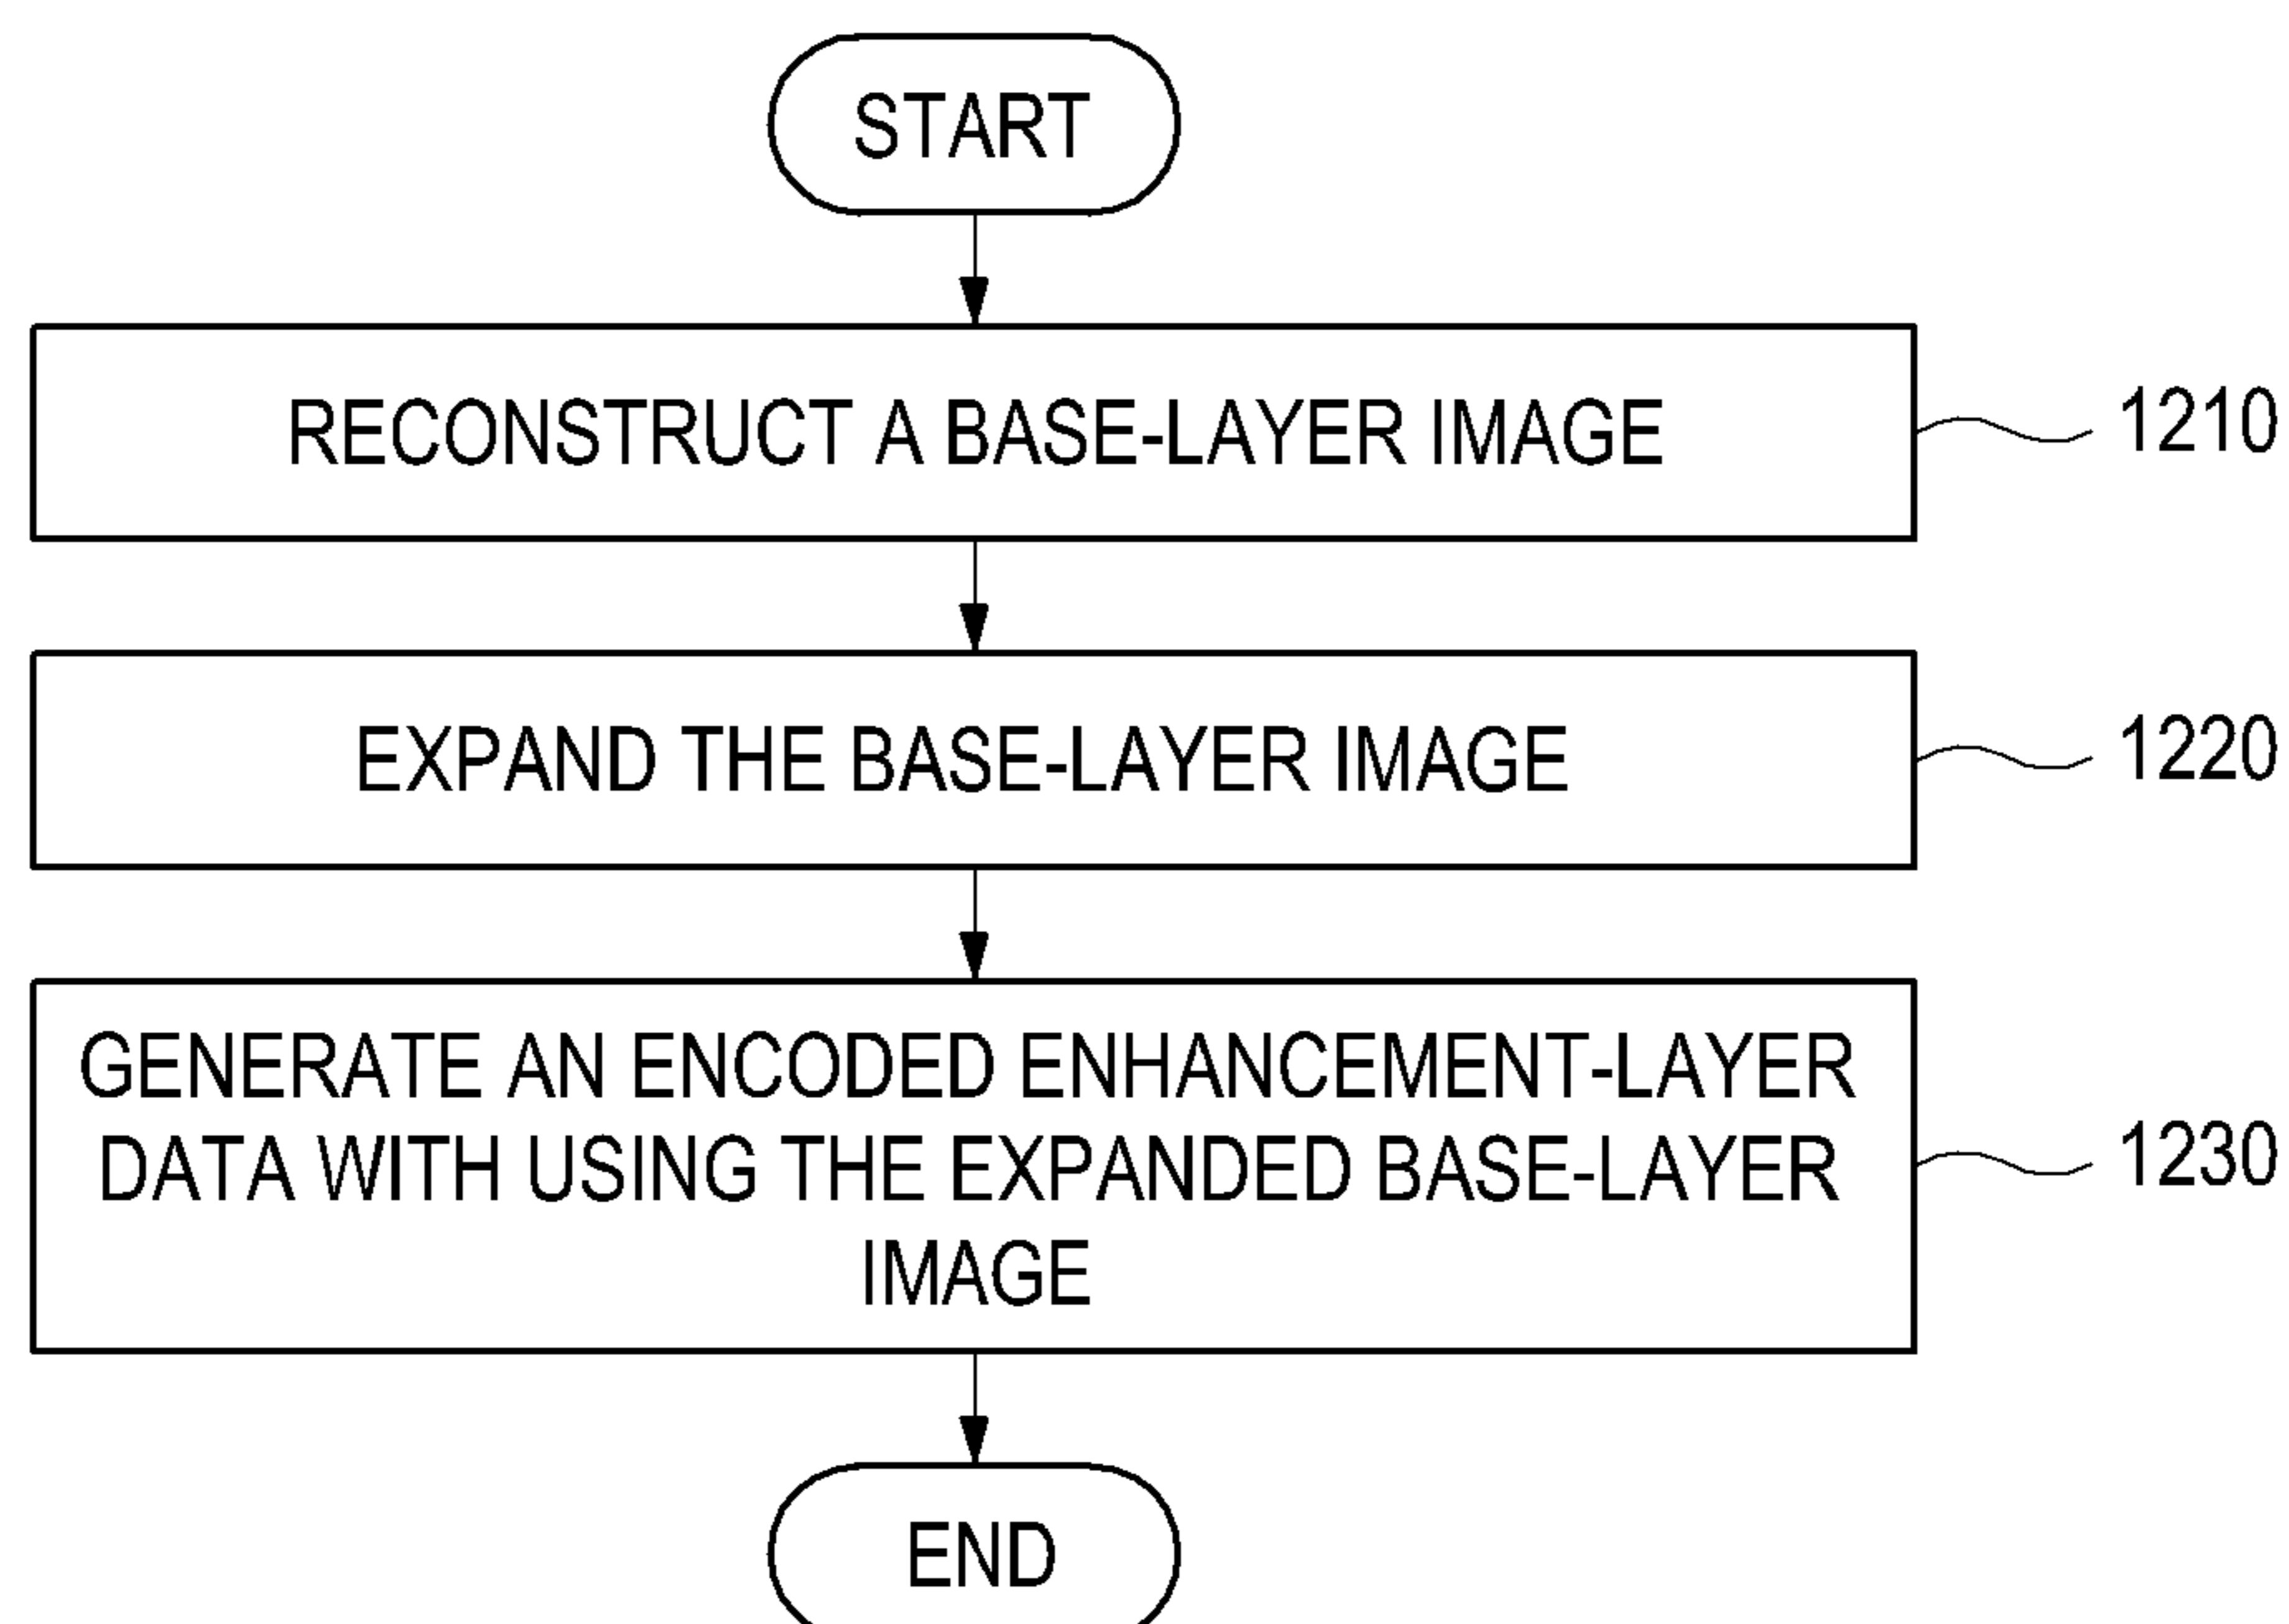 START
RECONSTRUCT A BASE-LAYER IMAGE
1210
EXPAND THE BASE-LAYER IMAGE
1220
GENERATE AN ENCODED ENHANCEMENT-LAYER
DATA WITH USING THE EXPANDED BASE-LAYER
IMAGE
1230
END